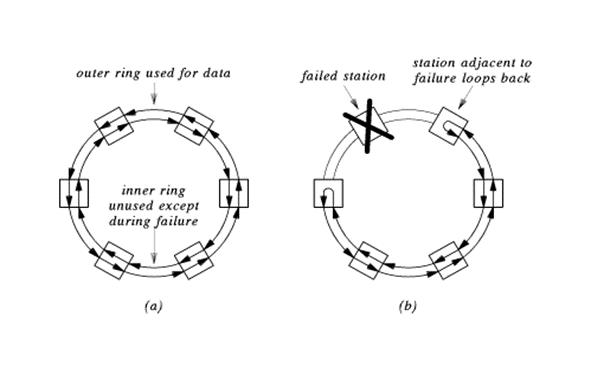 outer ring used for data
failed station
station adjacent to
failure loops back
inner ring
unused except
during failure
(a)
(b)